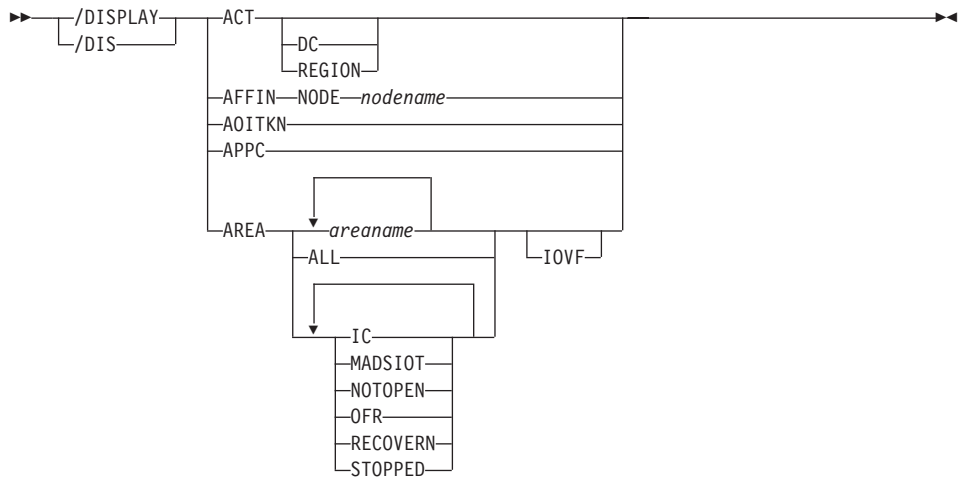 /DISPLAY ACT
/DIS DC
REGION
AFFIN NODE nodename
AOITKN
APPC
AREA areaname
ALL IOVF
IC
MADSIOT
NOTOPEN
OFR
RECOVERN
STOPPED